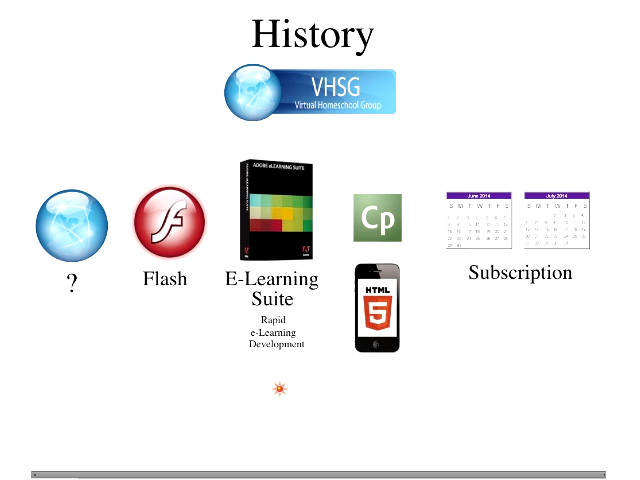 History
VHSG
Virtual Homeschool Group
ADOBE eLEARNING SUITE
Cp
HTML
5
June 2014
July 2014
S M T W T F S
S M T W T F S
?
Flash
E-Learning
Suite
Rapid
e-Learning
Development
Subscription